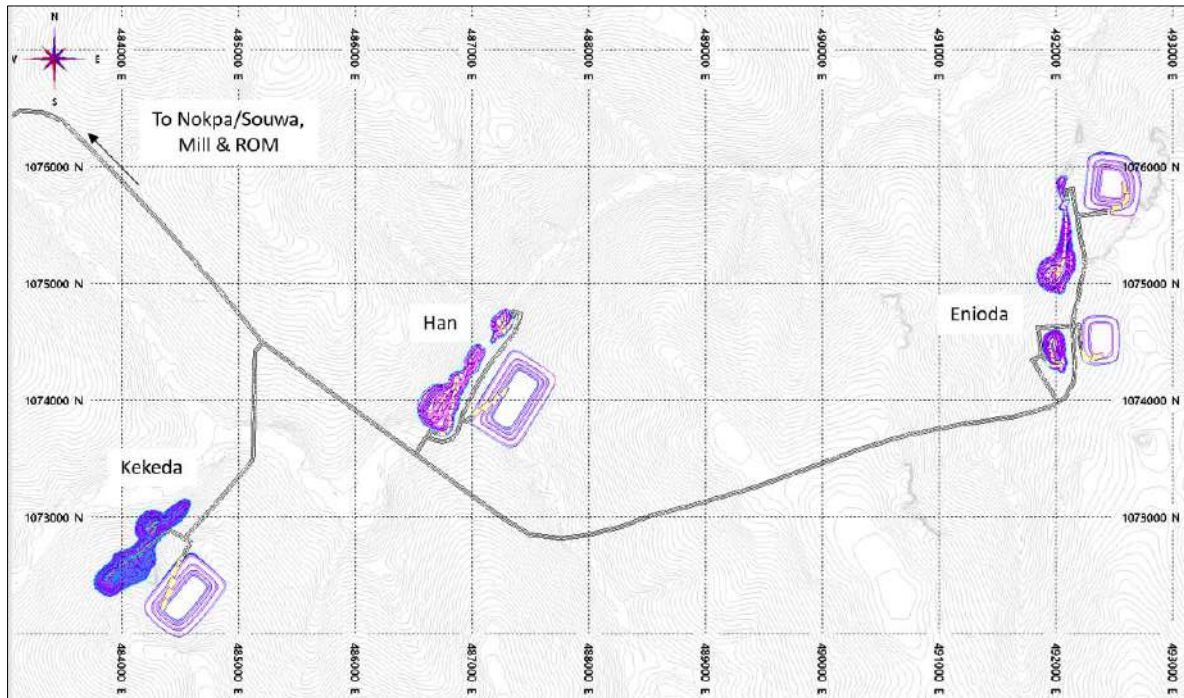 N
E
S
484000 m
485000 m
486000 m
487000 m
488000 m
489000 m
490000 m
491000 m
492000 m
493000 m
To Nokpa/Souwa,
Mill & ROM
1076000 N
1076000 N
1075000 N
1075000 N
Han
Enioda
1074000 N
1074000 N
Kekeda
1073000 N
1073000 N
484000 m
485000 m
486000 m
487000 m
488000 m
489000 m
490000 m
491000 m
492000 m
493000 m